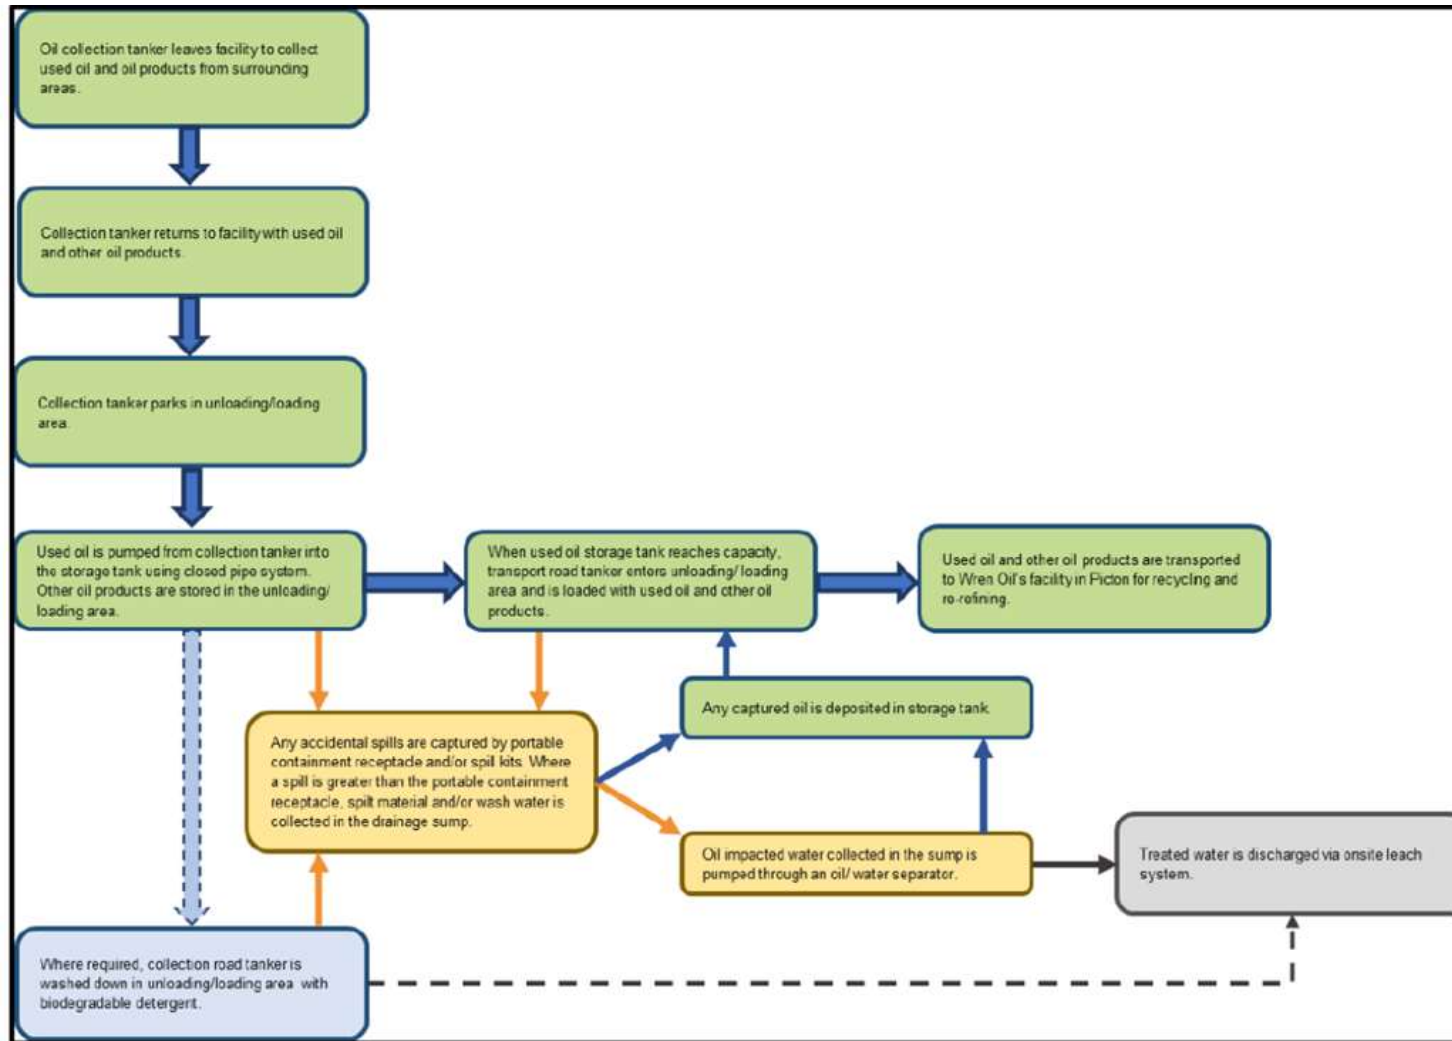 Oil collection tanker leaves facility to collect
used oil and oil products from surrounding
areas.
Collection tanker returns to facility with used oil
and other oil products.
Collection tanker parks in unloading/loading
area.
Used oil is pumped from collection tanker into
the storage tank using closed pipe system.
Other oil products are stored in the unloading/
loading area.
When used oil storage tank reaches capacity,
transport road tanker enters unloading/ loading
area and is loaded with used oil and other oil
products.
Used oil and other oil products are transported
to Wren Oil's facility in Picton for recycling and
re-refining.
Any captured oil is deposited in storage tank.
Any accidental spills are captured by portable
containment receptacle and/or spill kits. Where
a spill is greater than the portable containment
receptacle, spilt material and/or wash water is
collected in the drainage sump.
Oil impacted water collected in the sump is
pumped through an oil/ water separator.
Treated water is discharged via onsite leach
system.
Where required, collection road tanker is
washed down in unloading/loading area with
biodegradable detergent.